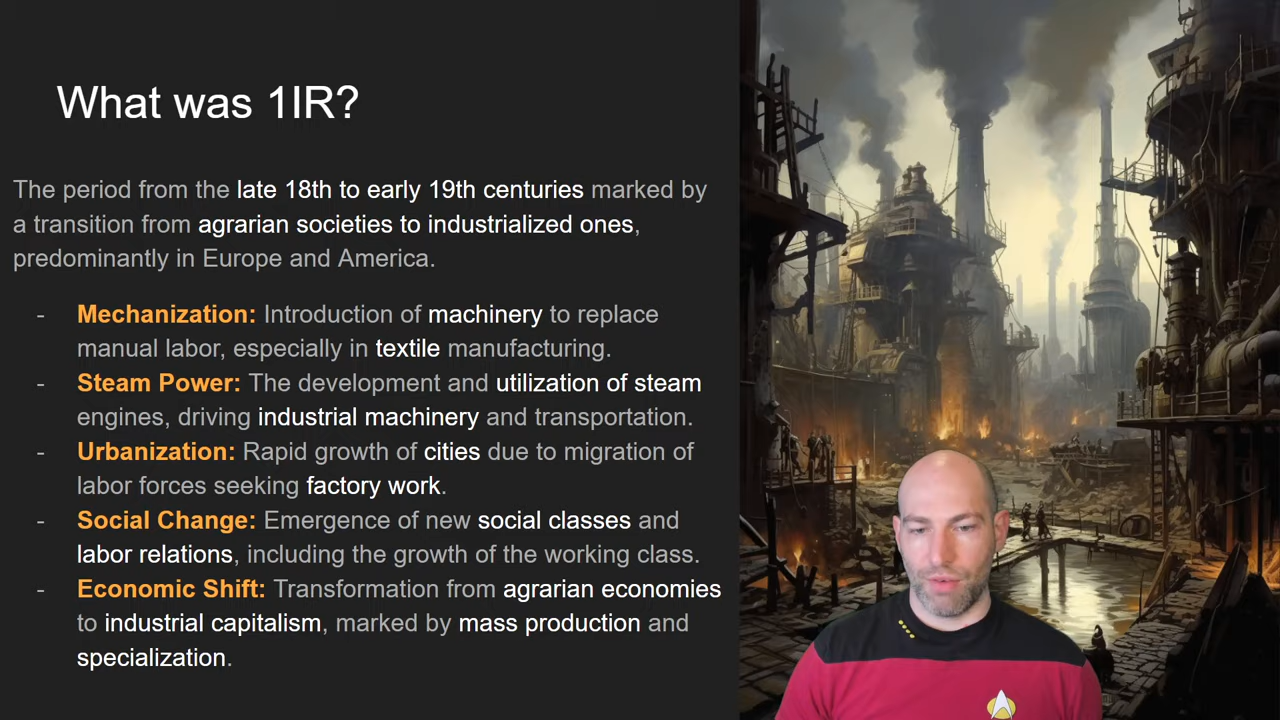 What was 1IR?
The period from the late 18th to early 19th centuries marked by
a transition from agrarian societies to industrialized ones,
predominantly in Europe and America.
- Mechanization: Introduction of machinery to replace
manual labor, especially in textile manufacturing.
- Steam Power: The development and utilization of steam
engines, driving industrial machinery and transportation.
- Urbanization: Rapid growth of cities due to migration of
labor forces seeking factory work.
- Social Change: Emergence of new social classes and
labor relations, including the growth of the working class.
- Economic Shift: Transformation from agrarian economies
to industrial capitalism, marked by mass production and
specialization.